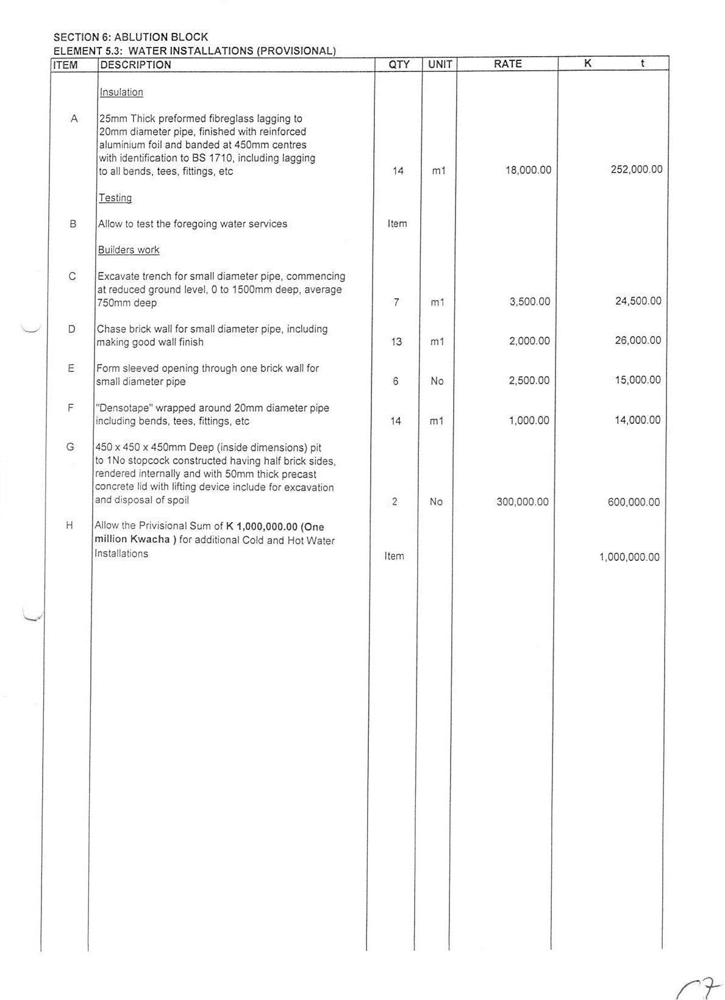 SECTION 6: ABLUTION BLOCK
ELEMENT 5.3: WATER INSTALLATIONS (PROVISIONAL)
ITEM DESCRIPTION QTY UNIT RATE K t
Insulation
A 25mm Thick preformed fibreglass lagging to
20mm diameter pipe, finished with reinforced
aluminium foil and banded at 450mm centres
with identification to BS 1710, including lagging
to all bends, tees, fittings, etc 14 m1 18,000.00 252,000.00
Testing
B Allow to test the foregoing water services Item
Builders work
C Excavate trench for small diameter pipe, commencing
at reduced ground level, 0 to 1500mm deep, average
750mm deep 7 m1 3,500.00 24,500.00
D Chase brick wall for small diameter pipe, including
making good wall finish 13 m1 2,000.00 26,000.00
E Form sleeved opening through one brick wall for
small diameter pipe 6 No 2,500.00 15,000.00
F "Densotape" wrapped around 20mm diameter pipe
including bends, tees, fittings, etc 14 m1 1,000.00 14,000.00
G 450 x 450 x 450mm Deep (inside dimensions) pit
to 1No stopcock constructed having half brick sides,
rendered internally and with 50mm thick precast
concrete lid with lifting device include for excavation
and disposal of spoil 2 No 300,000.00 600,000.00
H Allow the Privisional Sum of K 1,000,000.00 (One
million Kwacha ) for additional Cold and Hot Water
Installations Item 1,000,000.00